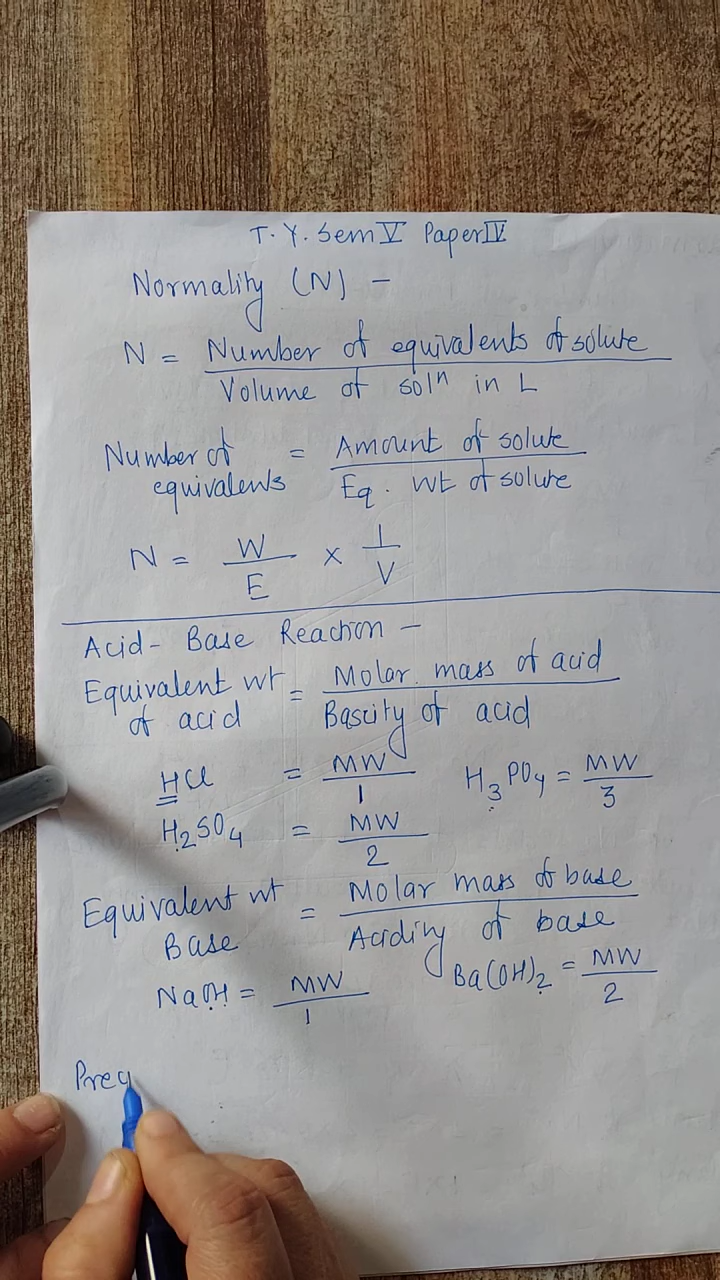 T. Y. Sem V Paper IV
Normality (N) -
N = Number of equivalents of solute
Volume of solⁿ in L
Number of equivalents = Amount of solute
Eq. Wt of solute
N = W/E × 1/V
Acid - Base Reaction -
Equivalent wt of acid = Molar mass of acid
Bascity of acid
HCl = MW/1
H₃PO₄ = MW/3
H₂SO₄ = MW/2
Equivalent wt Base = Molar mass of base
Acidity of base
NaOH = MW/1
Ba(OH)₂ = MW/2